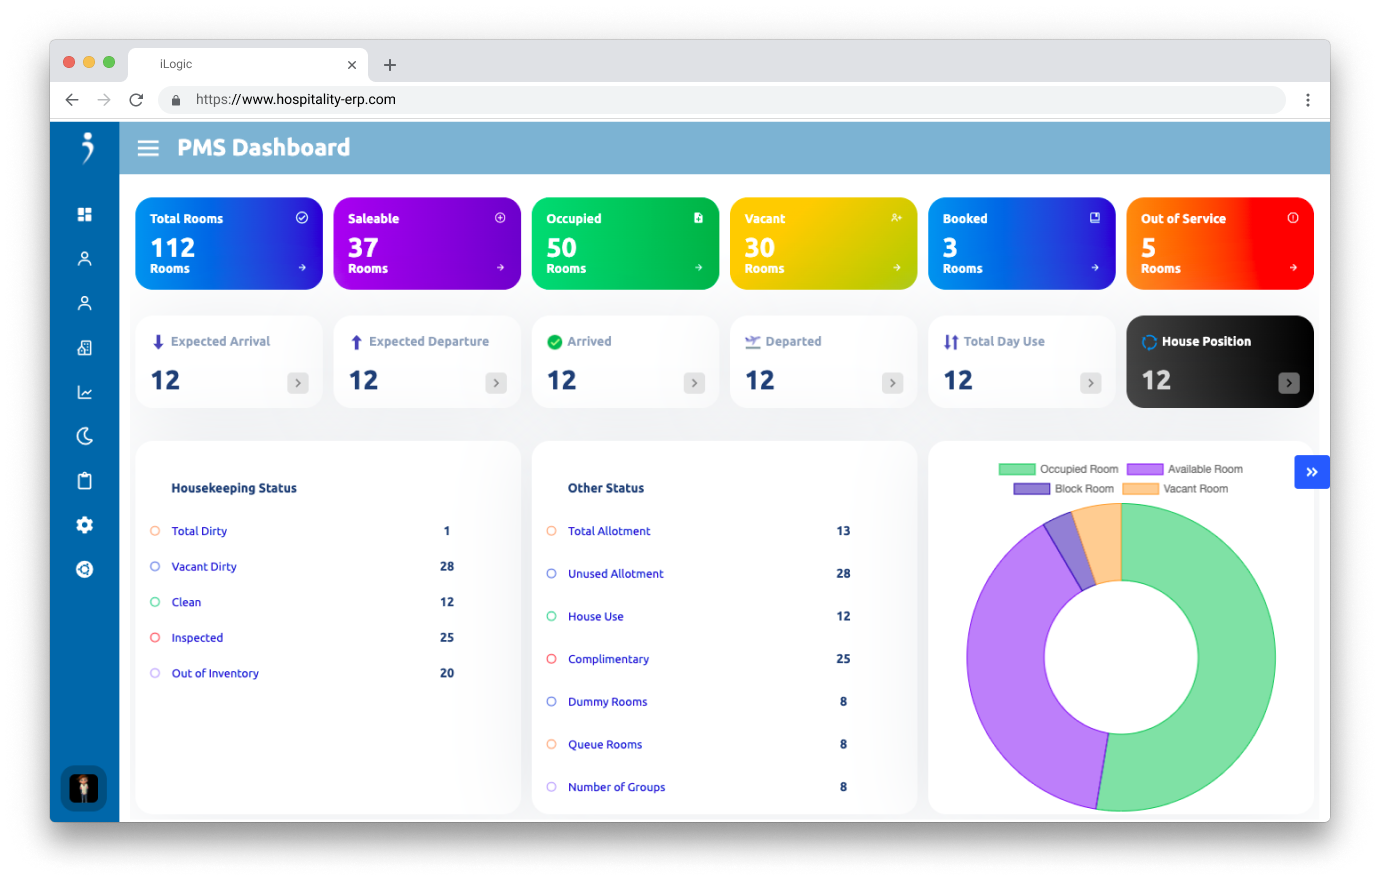 iLogic
https://www.hospitality-erp.com
PMS Dashboard
Total Rooms
112
Rooms
Saleable
37
Rooms
Occupied
50
Rooms
Vacant
30
Rooms
Booked
3
Rooms
Out of Service
5
Rooms
Expected Arrival
12
Expected Departure
12
Arrived
12
Departed
12
Total Day Use
12
House Position
12
Housekeeping Status
Total Dirty 1
Vacant Dirty 28
Clean 12
Inspected 25
Out of Inventory 20
Other Status
Total Allotment 13
Unused Allotment 28
House Use 12
Complimentary 25
Dummy Rooms 8
Queue Rooms 8
Number of Groups 8
Occupied Room Available Room
Block Room Vacant Room